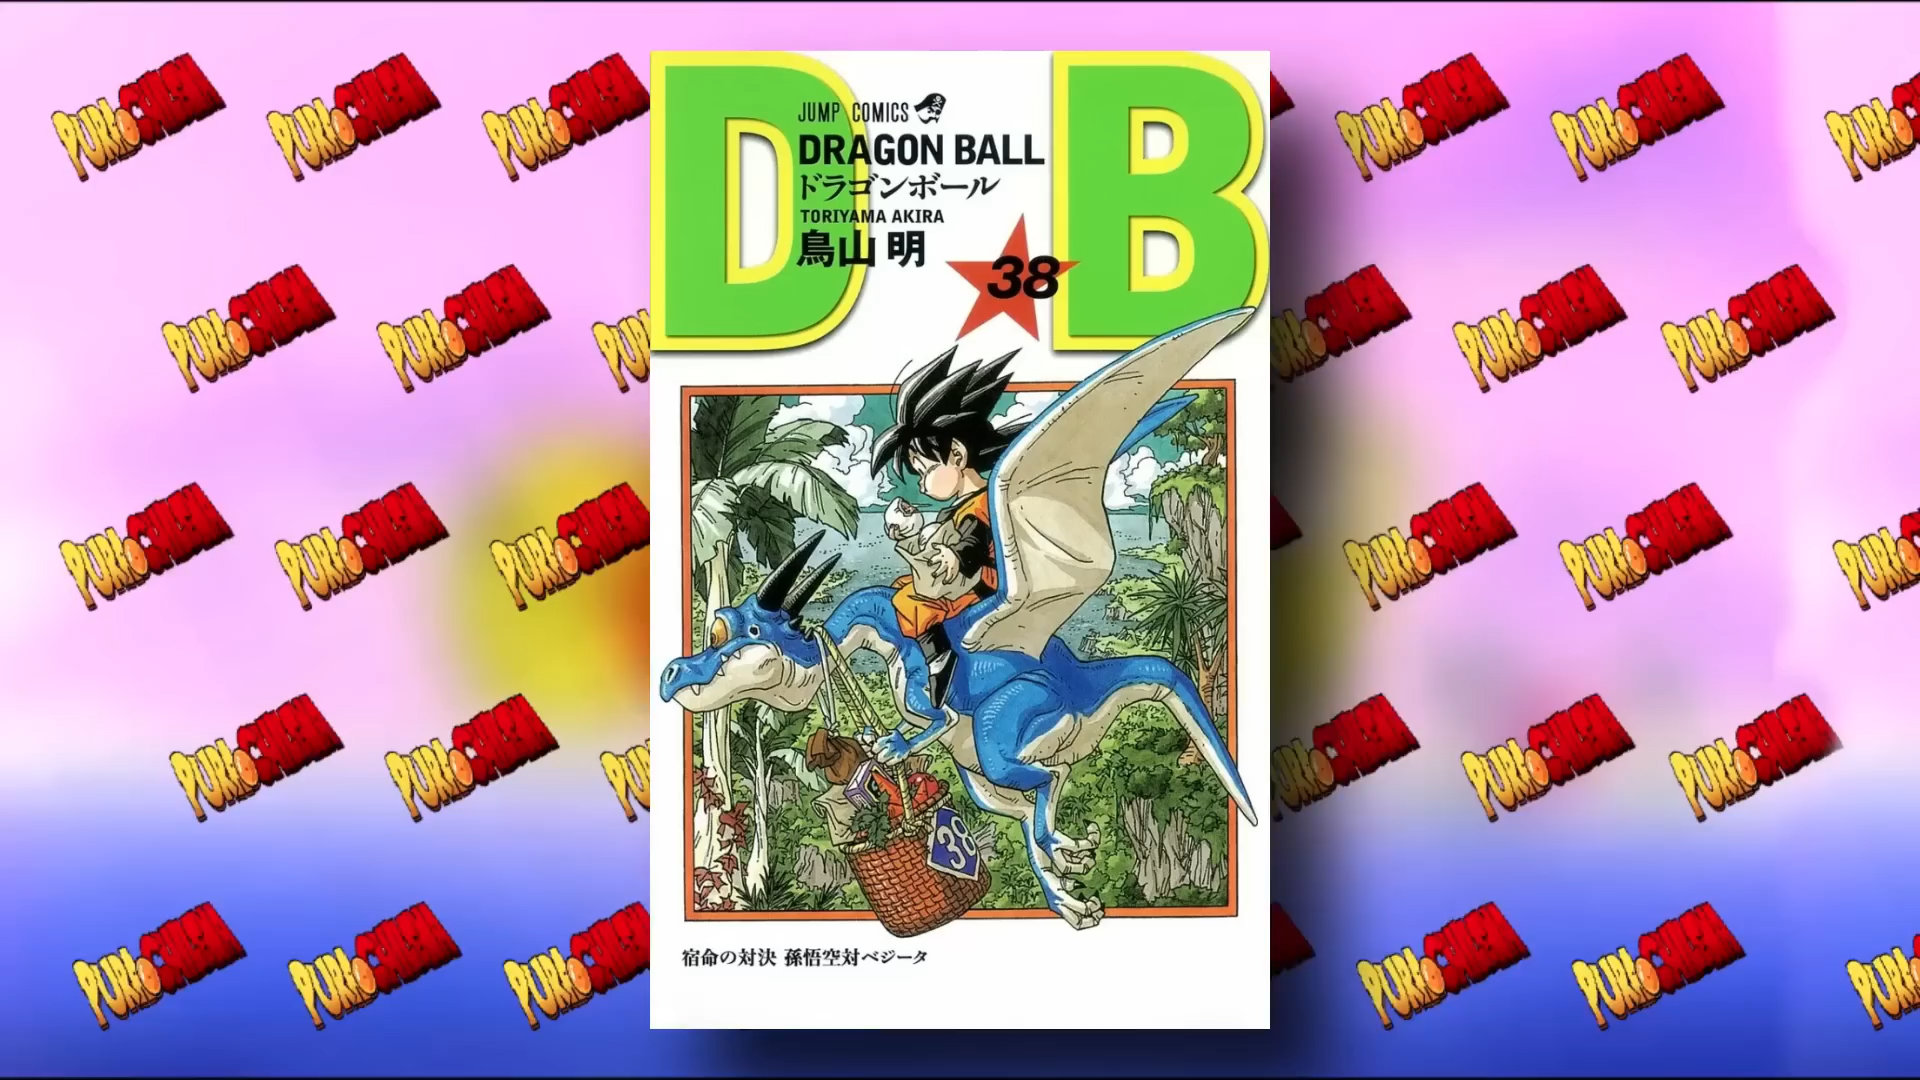 JUMP COMICS
DRAGON BALL
ドラゴンボール
TORIYAMA AKIRA
鳥山 明
D B
38
38
宿命の対決 孫悟空対ベジータ